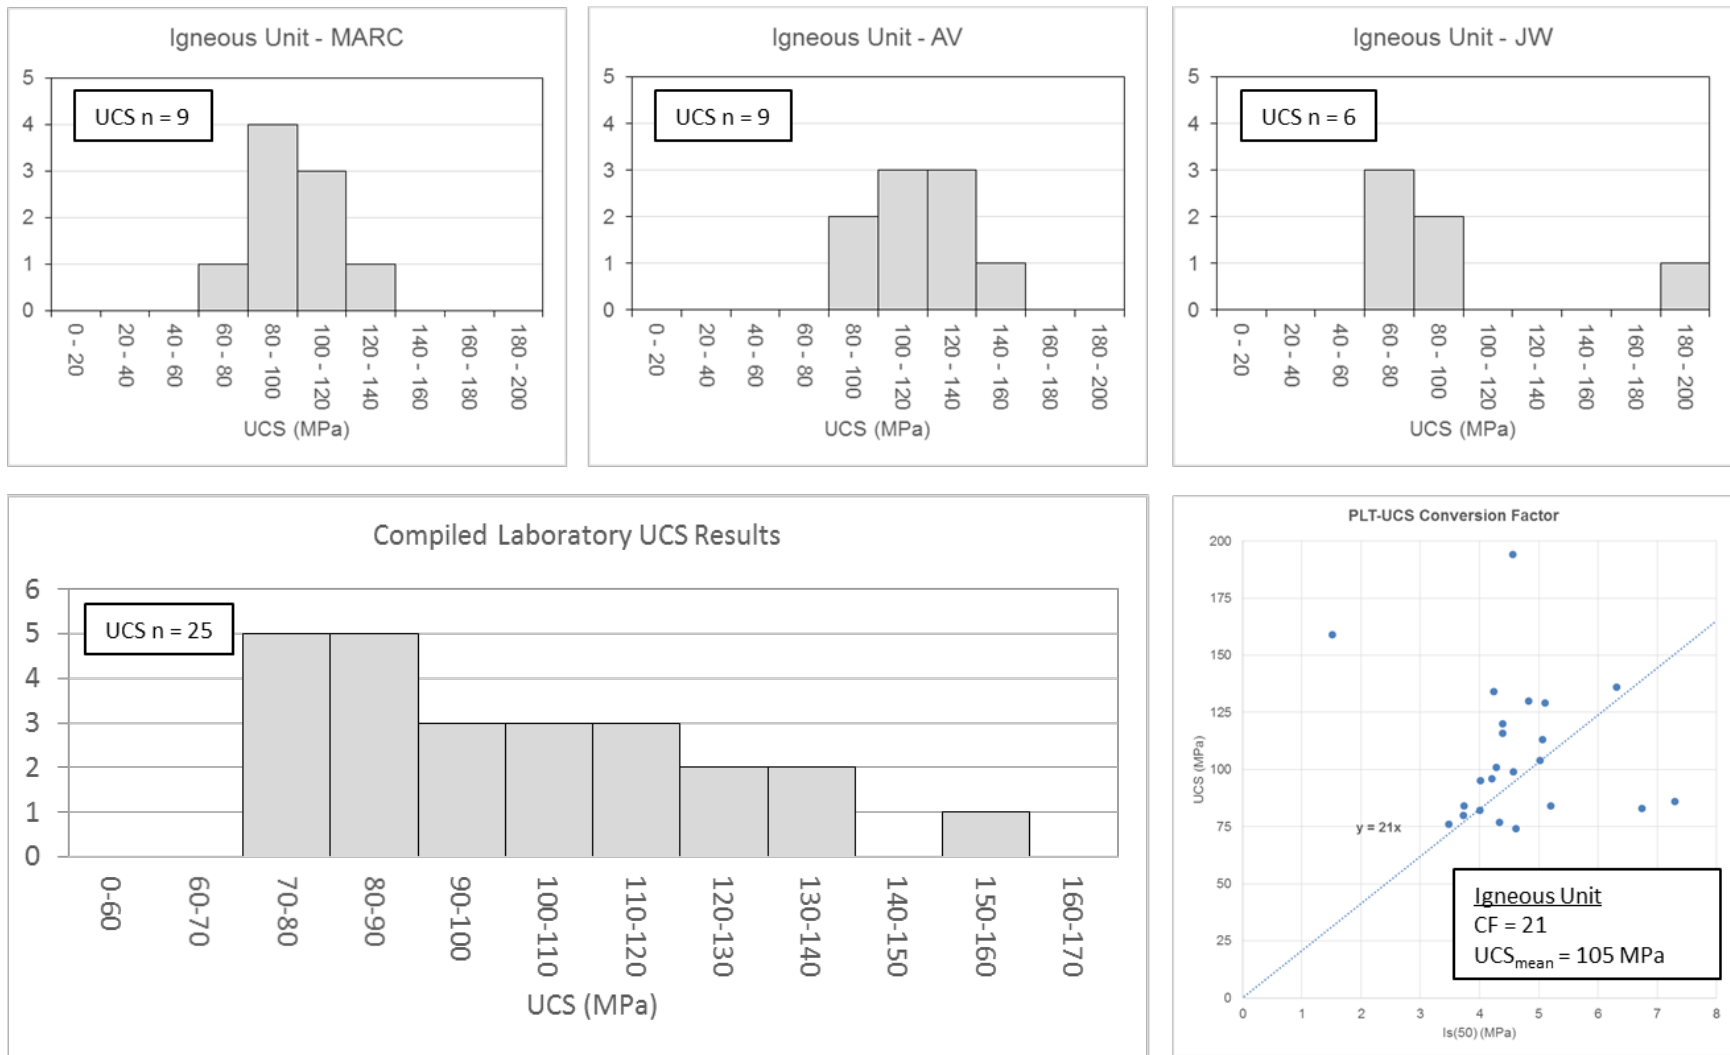 Igneous Unit - MARC
UCS n = 9
5
4
3
2
1
0
0 - 20
20 - 40
40 - 60
60 - 80
80 - 100
100 - 120
120 - 140
140 - 160
160 - 180
180 - 200
UCS (MPa)
Igneous Unit - AV
UCS n = 9
5
4
3
2
1
0
0 - 20
20 - 40
40 - 60
60 - 80
80 - 100
100 - 120
120 - 140
140 - 160
160 - 180
180 - 200
UCS (MPa)
Igneous Unit - JW
UCS n = 6
5
4
3
2
1
0
0 - 20
20 - 40
40 - 60
60 - 80
80 - 100
100 - 120
120 - 140
140 - 160
160 - 180
180 - 200
UCS (MPa)
Compiled Laboratory UCS Results
UCS n = 25
6
5
4
3
2
1
0
0-60
60-70
70-80
80-90
90-100
100-110
110-120
120-130
130-140
140-150
150-160
160-170
UCS (MPa)
PLT-UCS Conversion Factor
200
175
150
125
100
75
50
25
0
UCS (MPa)
y = 21x
Igneous Unit
CF = 21
UCSmean = 105 MPa
0 1 2 3 4 5 6 7 8
Is(50) (MPa)